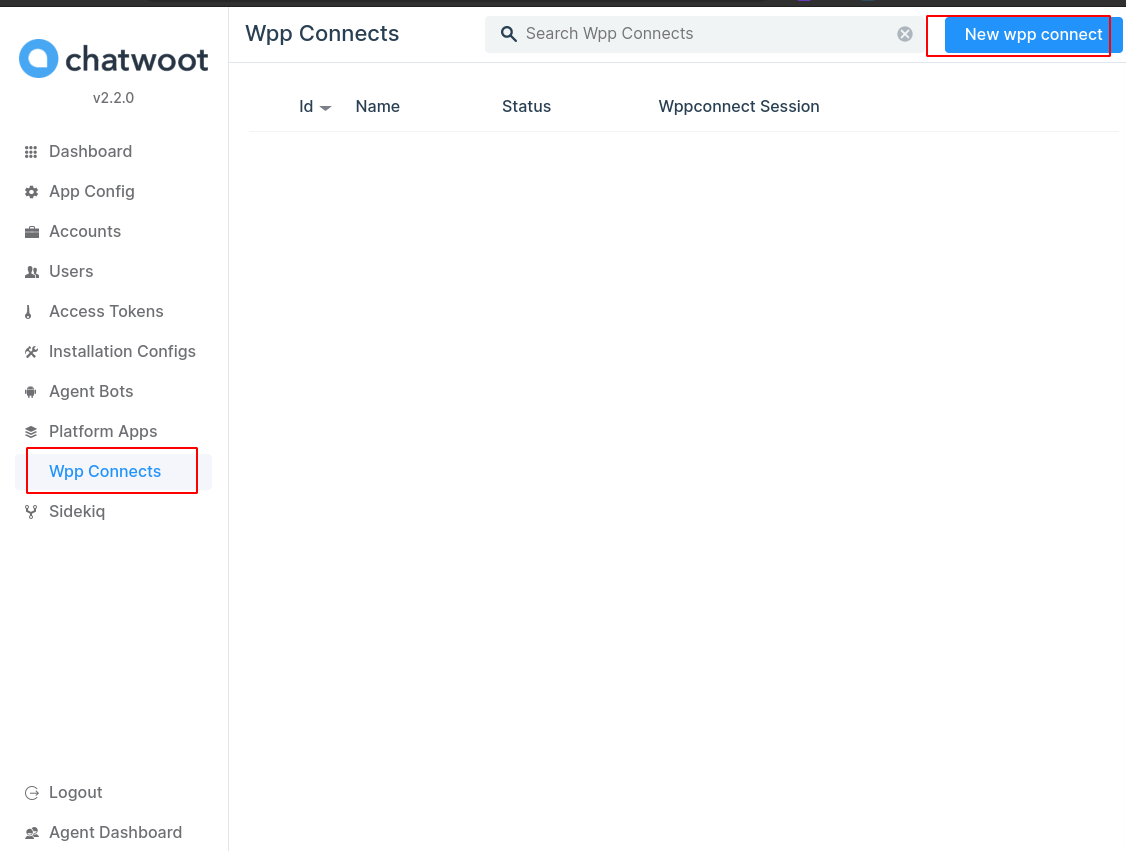 chatwoot
v2.2.0
Dashboard
App Config
Accounts
Users
Access Tokens
Installation Configs
Agent Bots
Platform Apps
Wpp Connects
Sidekiq
Logout
Agent Dashboard
Wpp Connects
Search Wpp Connects
New wpp connect
Id Name Status Wppconnect Session